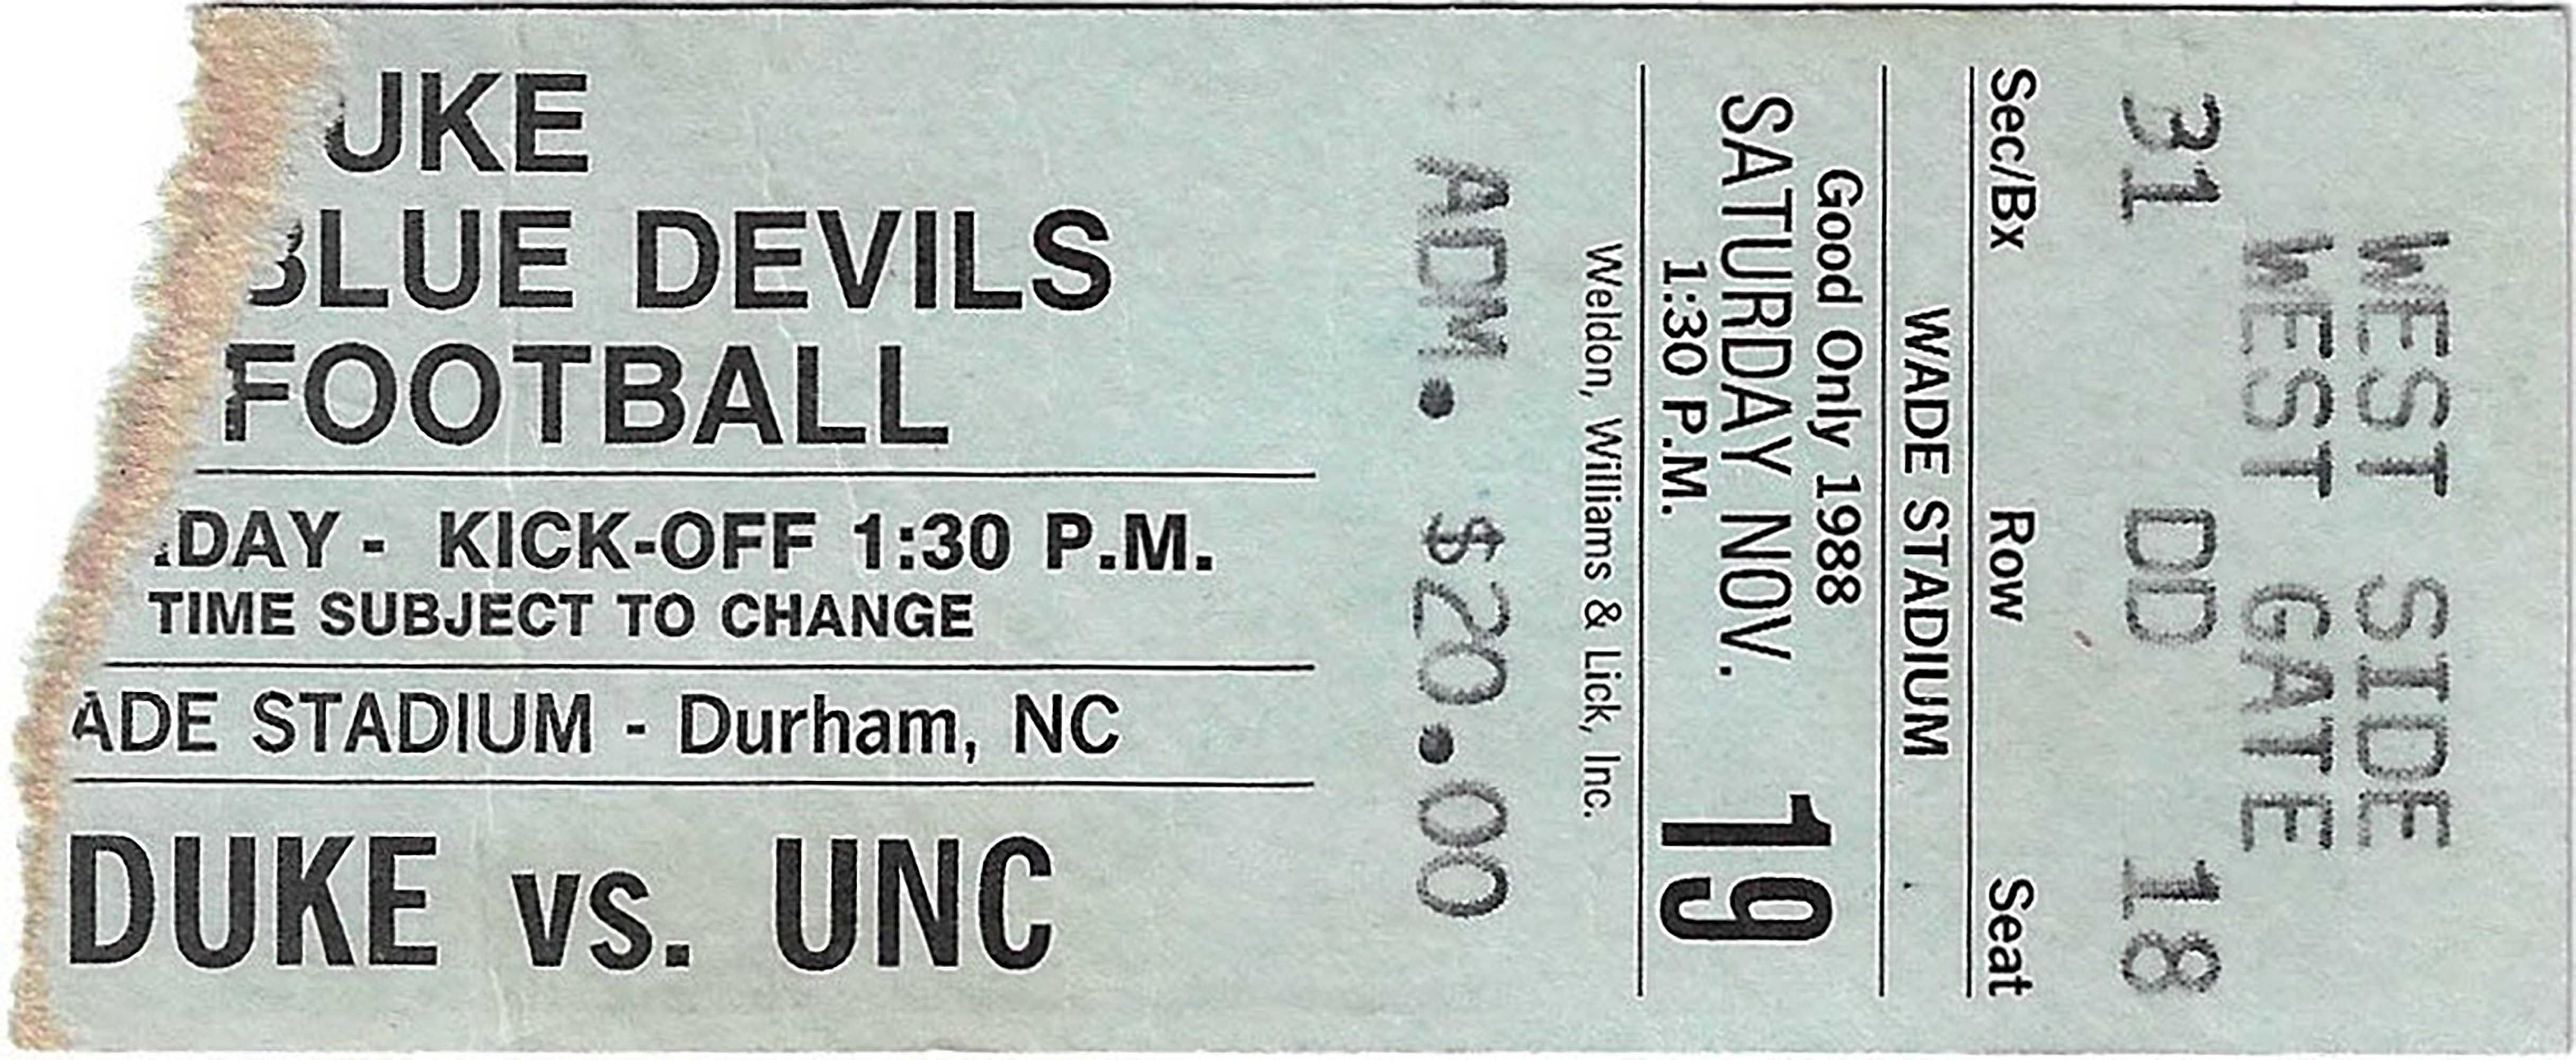 UKE
BLUE DEVILS
FOOTBALL
DAY - KICK-OFF 1:30 P.M.
TIME SUBJECT TO CHANGE
ADE STADIUM - Durham, NC
DUKE vs. UNC
ADM. $20.00
Weldon, Williams & Lick, Inc.
Good Only 1988
SATURDAY NOV. 19
1:30 P.M.
WADE STADIUM
Sec/Bx Row Seat
31 DD 18
WEST GATE
WEST SIDE